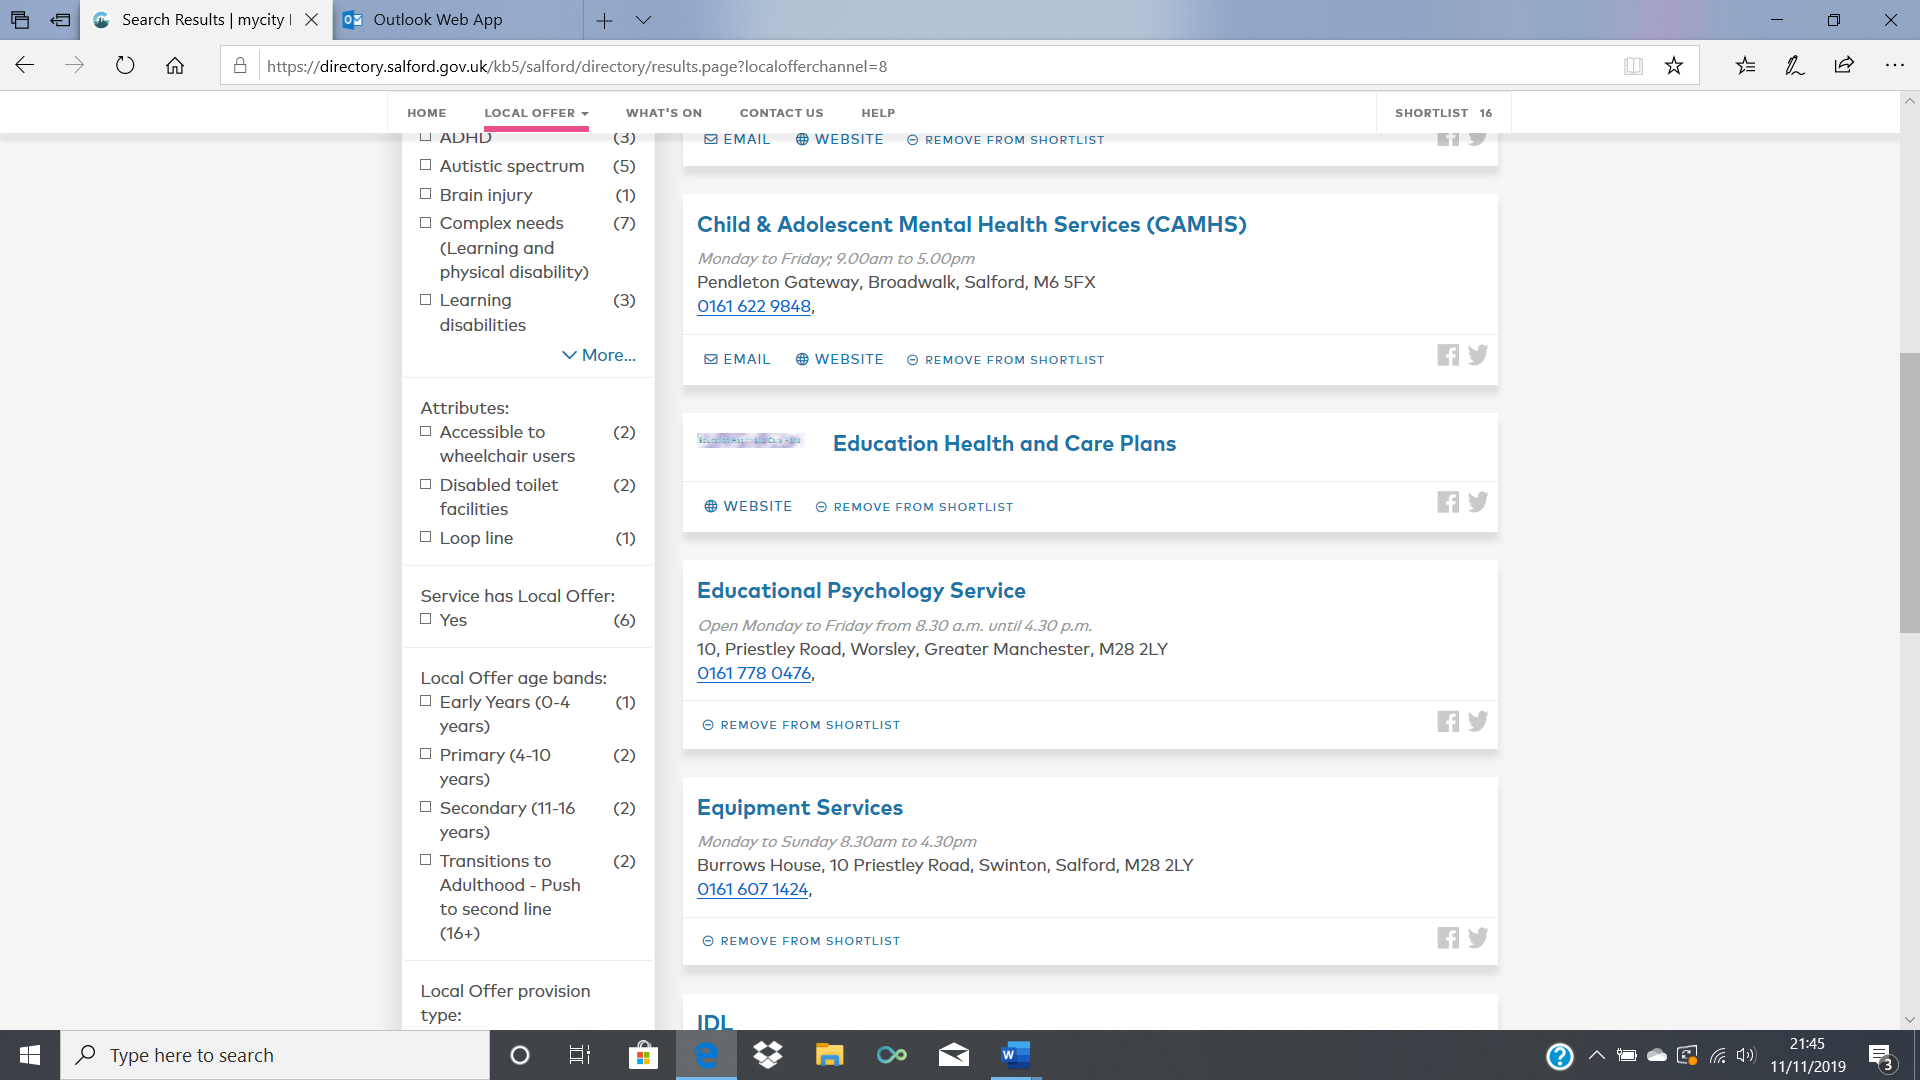 Search Results | mycity
Outlook Web App
https://directory.salford.gov.uk/kb5/salford/directory/results.page?localofferchannel=8
HOME
LOCAL OFFER
WHAT'S ON
CONTACT US
HELP
SHORTLIST 16
ADHD (3)
Autistic spectrum (5)
Brain injury (1)
Complex needs (7)
(Learning and
physical disability)
Learning (3)
disabilities
More...
Attributes:
Accessible to (2)
wheelchair users
Disabled toilet (2)
facilities
Loop line (1)
Service has Local Offer:
Yes (6)
Local Offer age bands:
Early Years (0-4 (1)
years)
Primary (4-10 (2)
years)
Secondary (11-16 (2)
years)
Transitions to (2)
Adulthood - Push
to second line
(16+)
Local Offer provision
type:
EMAIL WEBSITE REMOVE FROM SHORTLIST
Child & Adolescent Mental Health Services (CAMHS)
Monday to Friday; 9.00am to 5.00pm
Pendleton Gateway, Broadwalk, Salford, M6 5FX
0161 622 9848,
EMAIL WEBSITE REMOVE FROM SHORTLIST
Education Health and Care Plans
Education Health and Care Plans
WEBSITE REMOVE FROM SHORTLIST
Educational Psychology Service
Open Monday to Friday from 8.30 a.m. until 4.30 p.m.
10, Priestley Road, Worsley, Greater Manchester, M28 2LY
0161 778 0476,
REMOVE FROM SHORTLIST
Equipment Services
Monday to Sunday 8.30am to 4.30pm
Burrows House, 10 Priestley Road, Swinton, Salford, M28 2LY
0161 607 1424,
REMOVE FROM SHORTLIST
IDL
Type here to search
21:45
11/11/2019
3